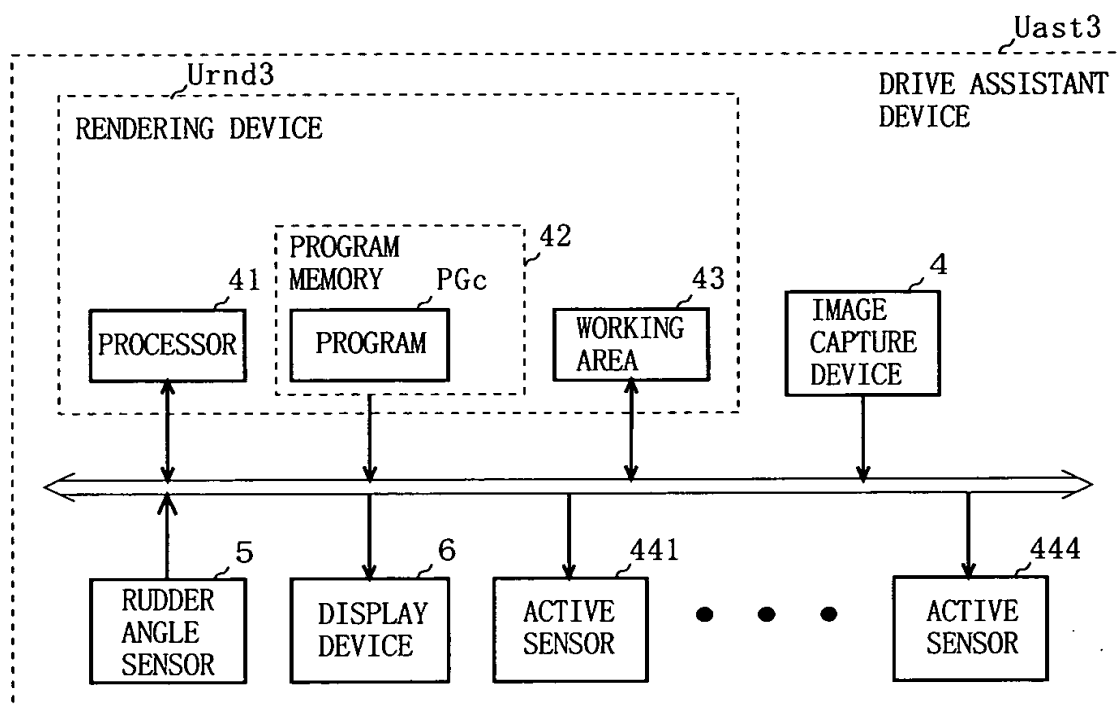 Uast3
Urnd3
DRIVE ASSISTANT
DEVICE
RENDERING DEVICE
PROGRAM
MEMORY
42
41
PGc
43
4
PROCESSOR
PROGRAM
WORKING
AREA
IMAGE
CAPTURE
DEVICE
5
6
441
444
RUDDER
ANGLE
SENSOR
DISPLAY
DEVICE
ACTIVE
SENSOR
ACTIVE
SENSOR